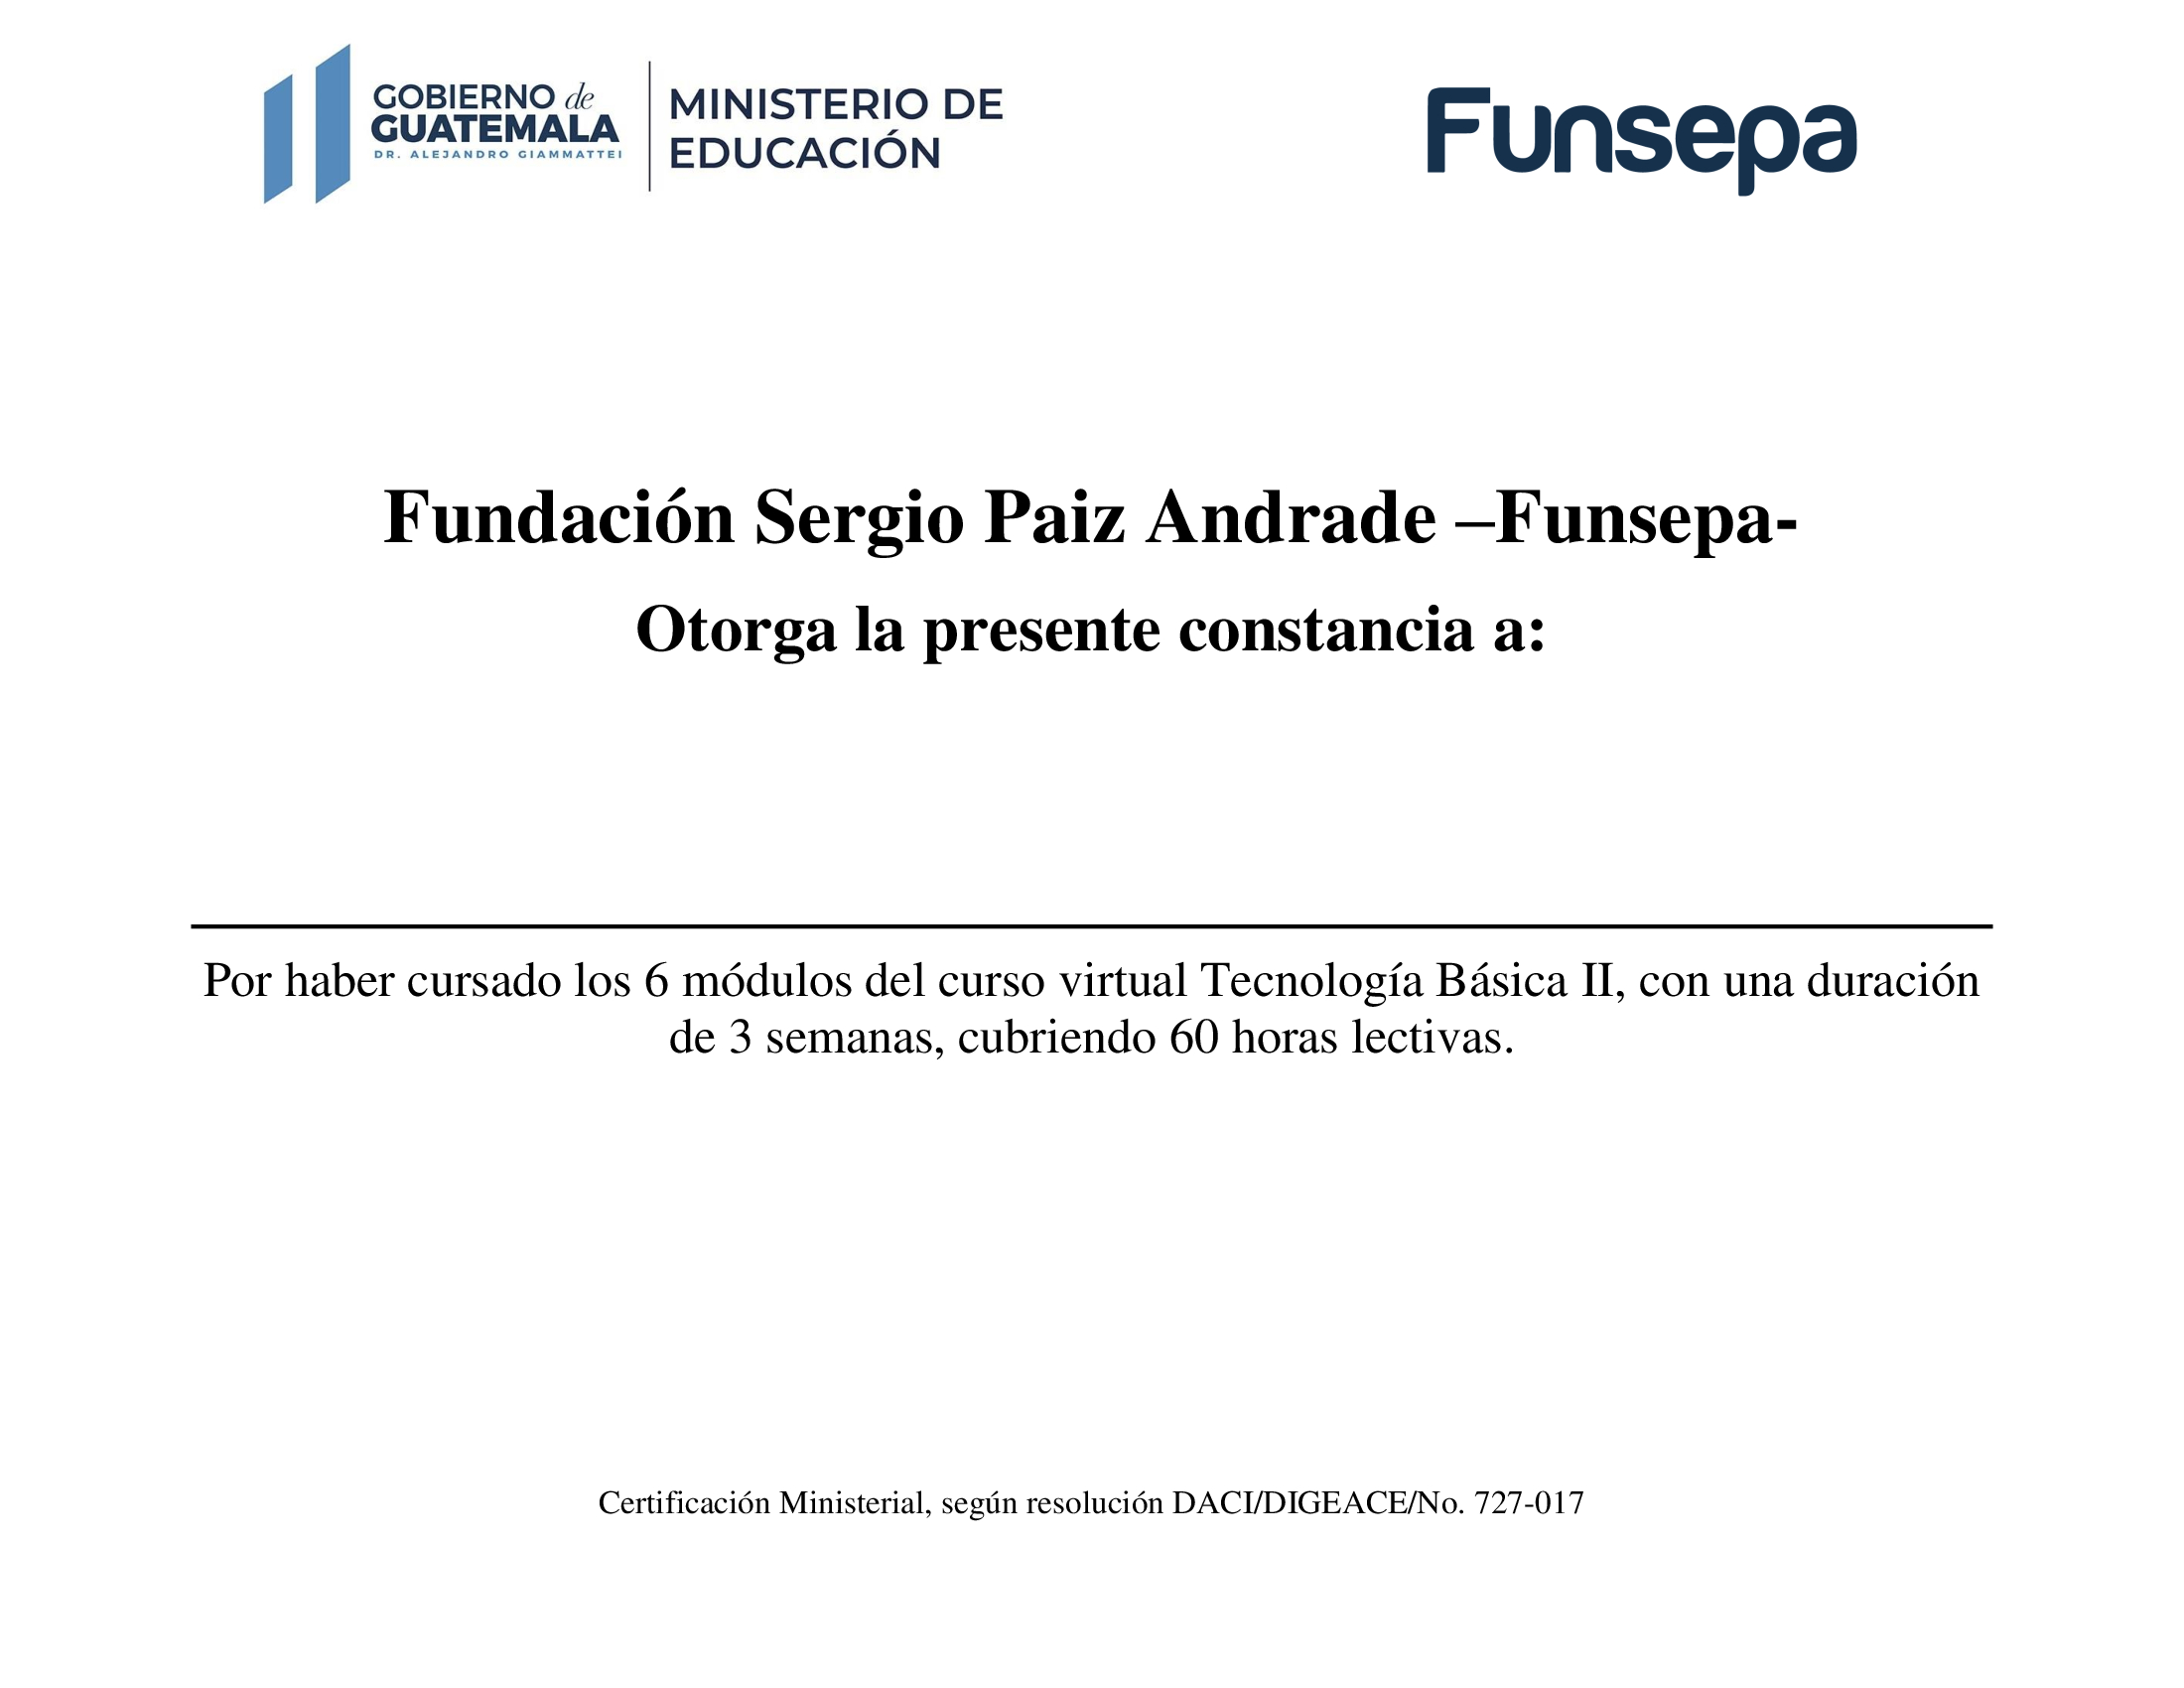 GOBIERNO de
GUATEMALA
DR. ALEJANDRO GIAMMATTEI
MINISTERIO DE
EDUCACIÓN
Funsepa
Fundación Sergio Paiz Andrade –Funsepa-
Otorga la presente constancia a:
Por haber cursado los 6 módulos del curso virtual Tecnología Básica II, con una duración
de 3 semanas, cubriendo 60 horas lectivas.
Certificación Ministerial, según resolución DACI/DIGEACE/No. 727-017